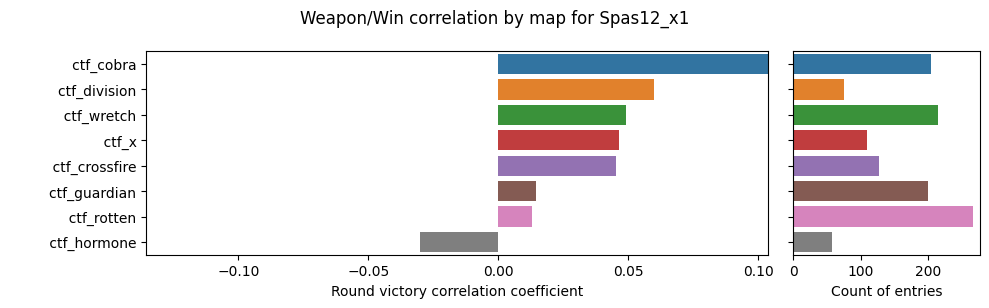 Weapon/Win correlation by map for Spas12_x1
ctf_cobra
ctf_division
ctf_wretch
ctf_x
ctf_crossfire
ctf_guardian
ctf_rotten
ctf_hormone
−0.10 −0.05 0.00 0.05 0.10
0 100 200
Round victory correlation coefficient
Count of entries